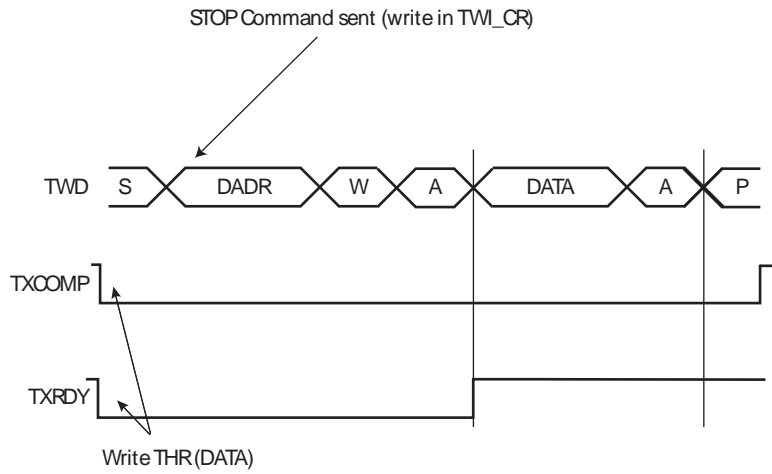 STOP Command sent (write in TWI_CR)
TWD S DADR W A DATA A P
TXCOMP
TXRDY
Write THR (DATA)